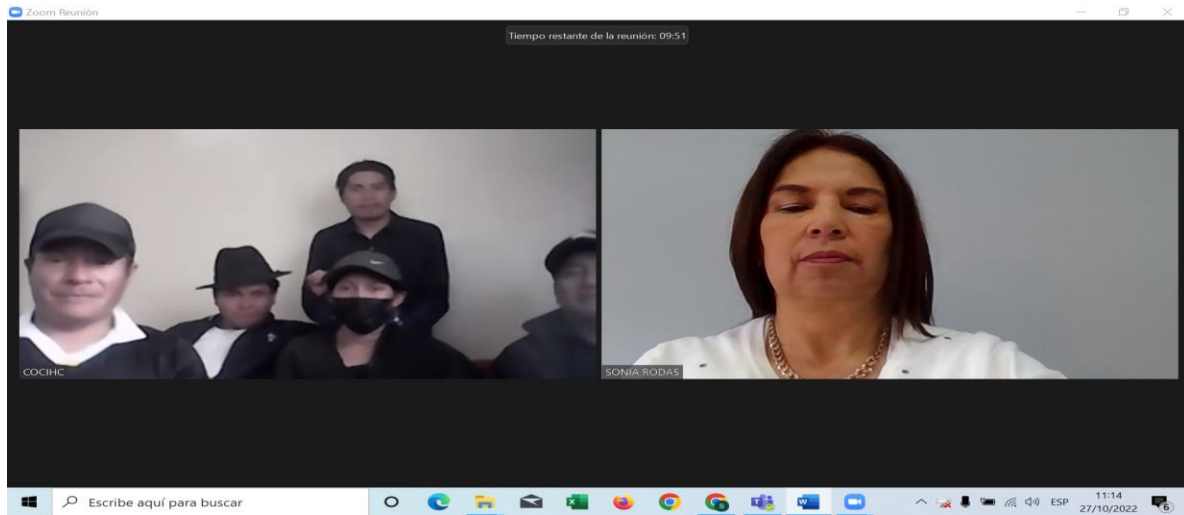 Zoom Reunión
Tiempo restante de la reunión: 09:51
COCIHC
SONIA RODAS
Escribe aquí para buscar
ESP
11:14
27/10/2022
6